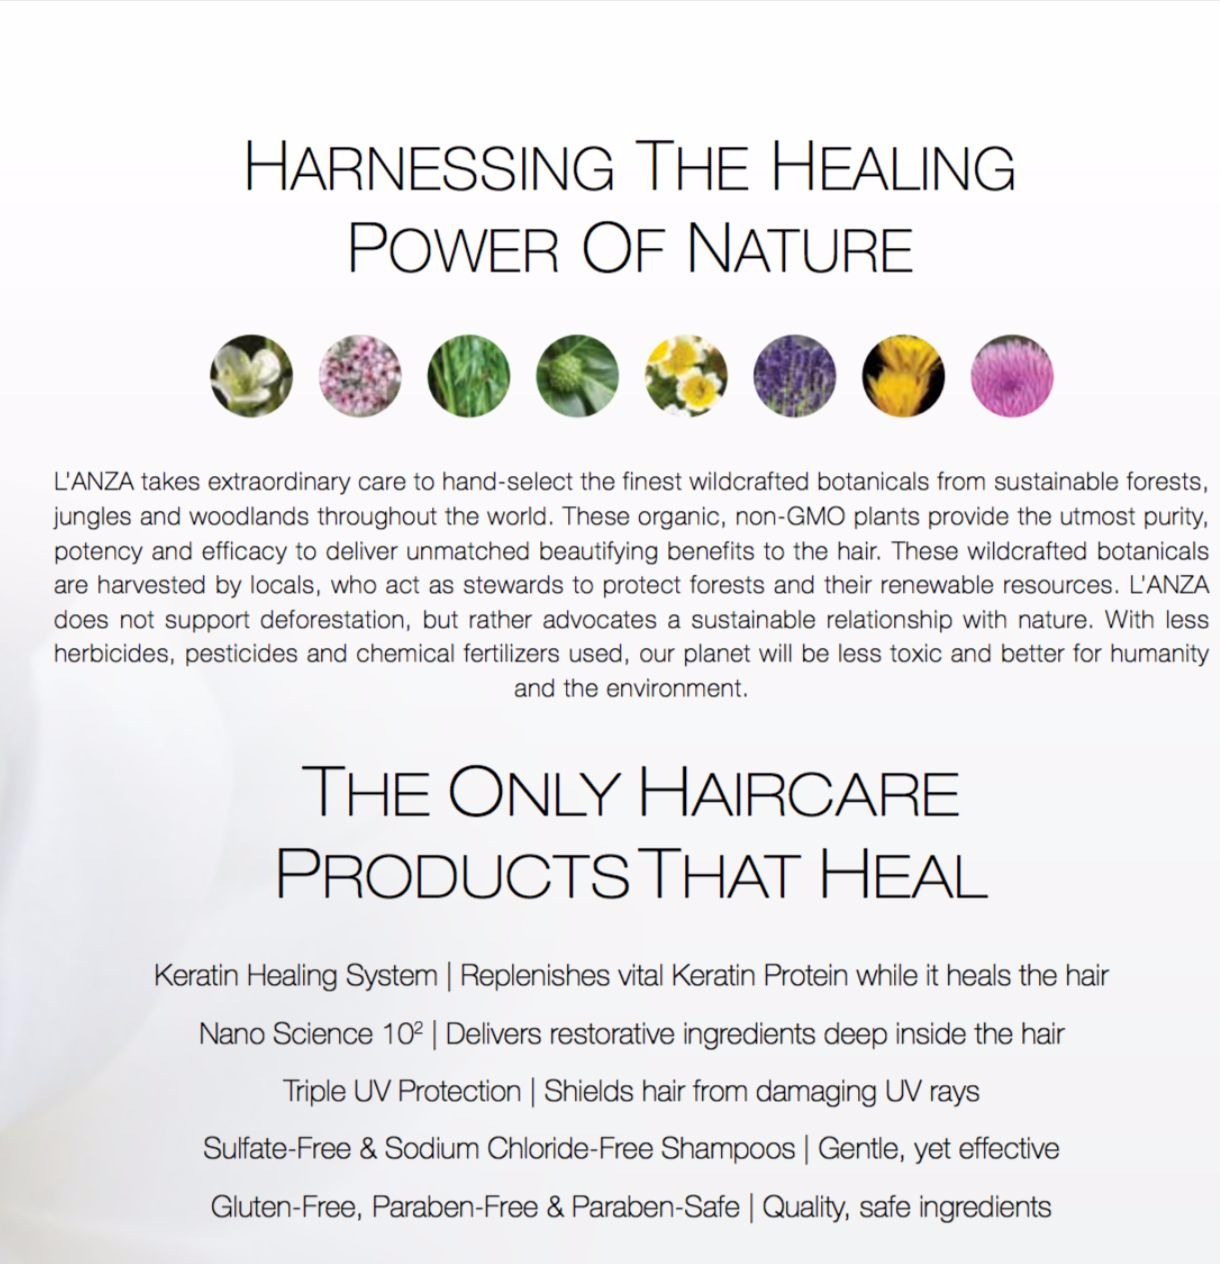 HARNESSING THE HEALING
POWER OF NATURE
L'ANZA takes extraordinary care to hand-select the finest wildcrafted botanicals from sustainable forests,
jungles and woodlands throughout the world. These organic, non-GMO plants provide the utmost purity,
potency and efficacy to deliver unmatched beautifying benefits to the hair. These wildcrafted botanicals
are harvested by locals, who act as stewards to protect forests and their renewable resources. L'ANZA
does not support deforestation, but rather advocates a sustainable relationship with nature. With less
herbicides, pesticides and chemical fertilizers used, our planet will be less toxic and better for humanity
and the environment.
THE ONLY HAIRCARE
PRODUCTS THAT HEAL
Keratin Healing System | Replenishes vital Keratin Protein while it heals the hair
Nano Science 10² | Delivers restorative ingredients deep inside the hair
Triple UV Protection | Shields hair from damaging UV rays
Sulfate-Free & Sodium Chloride-Free Shampoos | Gentle, yet effective
Gluten-Free, Paraben-Free & Paraben-Safe | Quality, safe ingredients